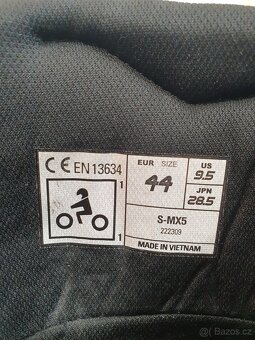 CE EN 13634
1
1
EUR SIZE
44
US
9.5
JPN
28.5
S-MX5
222309
MADE IN VIETNAM
Bazoš.cz